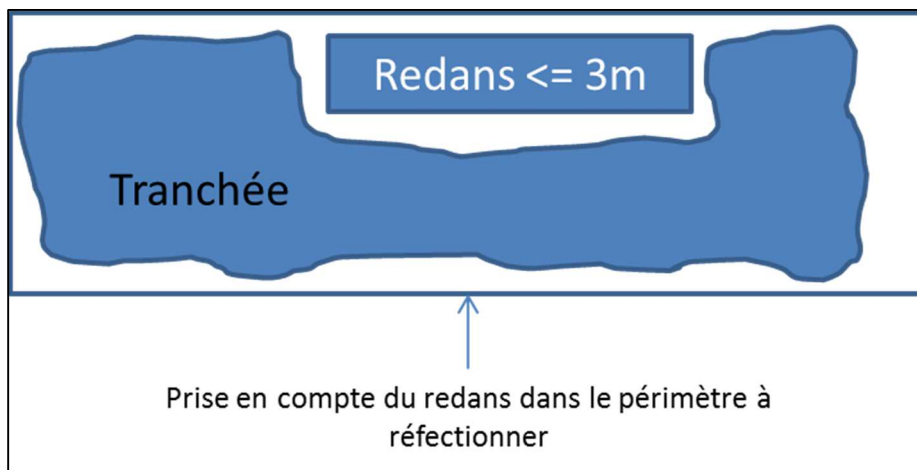 Redans <= 3m
Tranchée
Prise en compte du redans dans le périmètre à
réfectionner